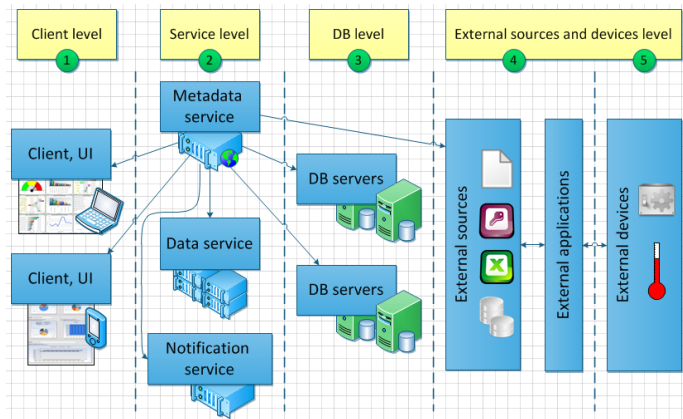 Client level
Service level
DB level
External sources and devices level
1
2
3
4
5
Metadata
service
Client, UI
DB servers
Data service
Client, UI
DB servers
Notification
service
External sources
External applications
External devices